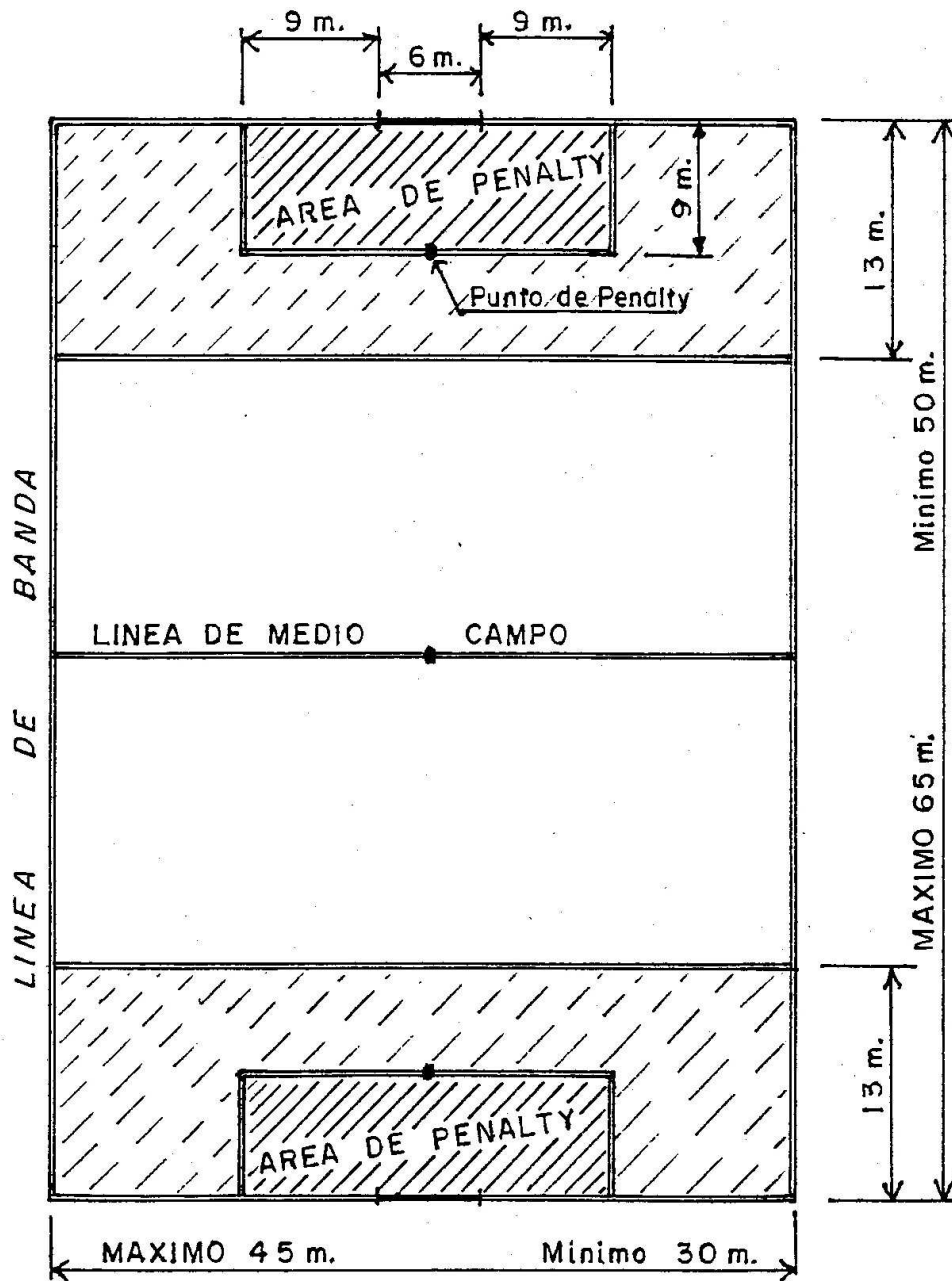 9 m.
9 m.
6 m.
AREA DE PENALTY
9 m.
13 m.
Punto de Penalty
Minimo 50 m.
LINEA DE BANDA
LINEA DE MEDIO CAMPO
MAXIMO 65 m.
13 m.
AREA DE PENALTY
MAXIMO 45 m.
Mínimo 30 m.